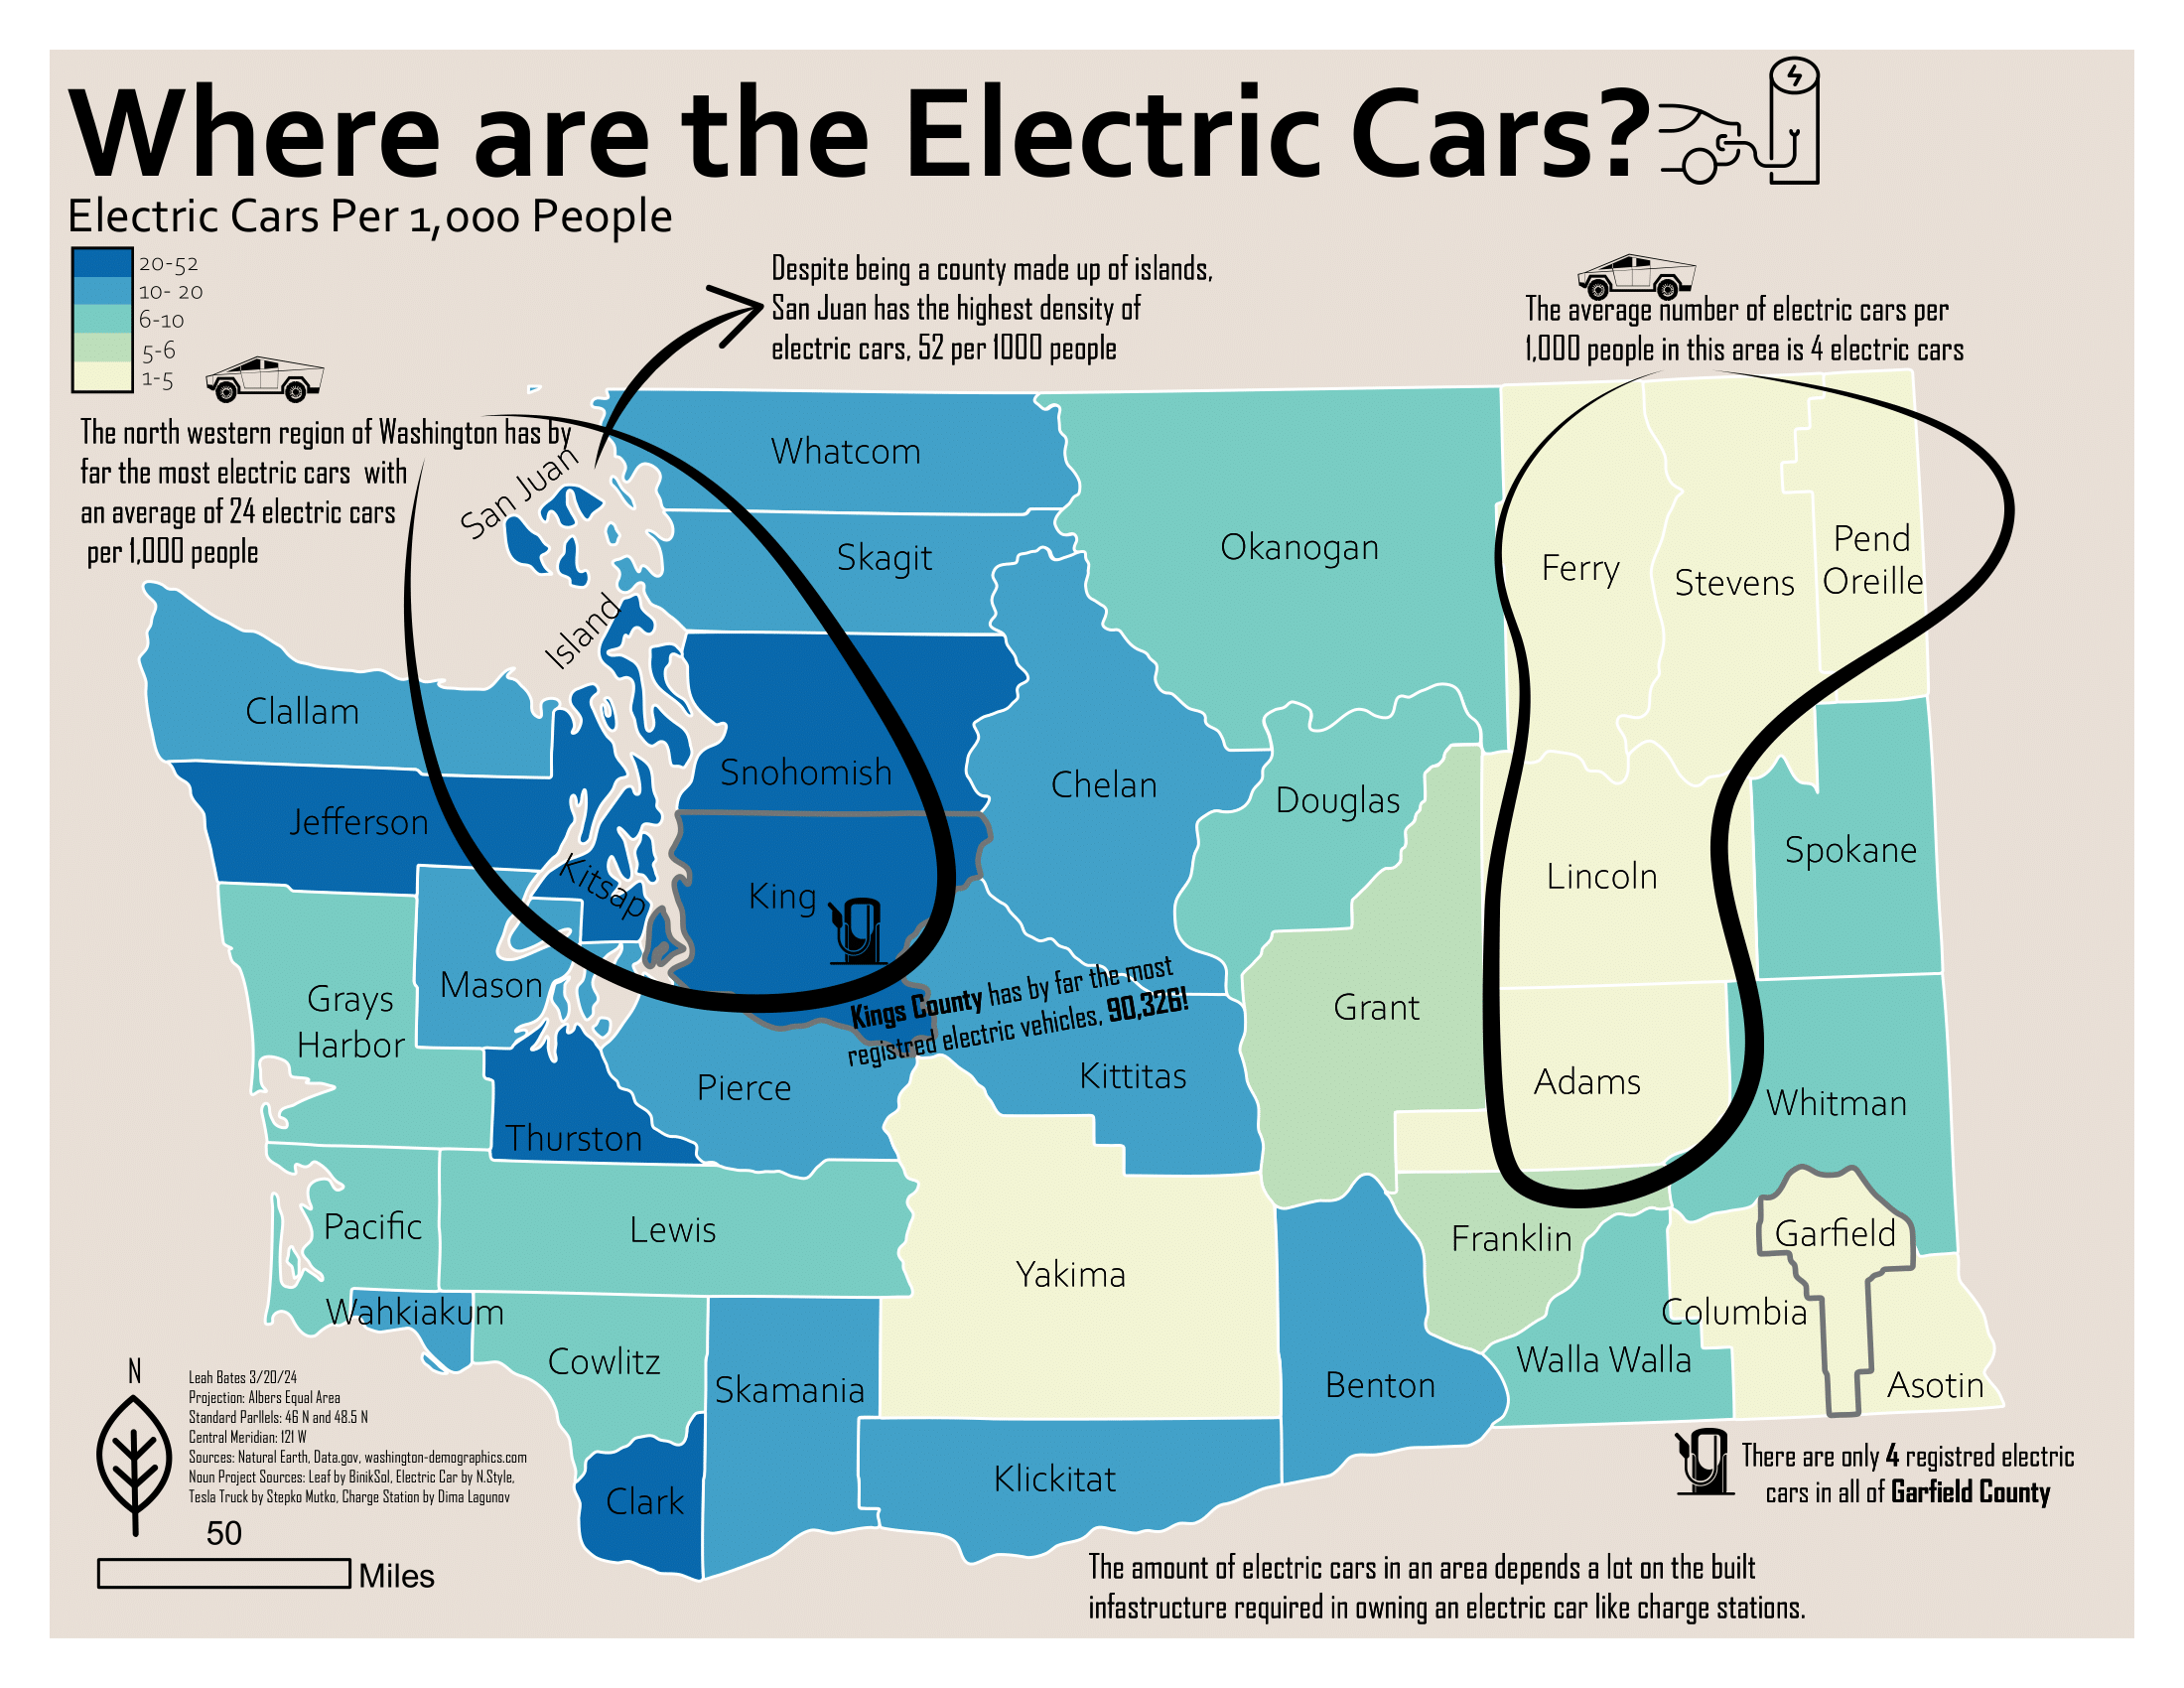 Where are the Electric Cars?
Electric Cars Per 1,000 People
20-52
10- 20
6-10
5-6
1-5
Despite being a county made up of islands,
San Juan has the highest density of
electric cars, 52 per 1000 people
The average number of electric cars per
1,000 people in this area is 4 electric cars
The north western region of Washington has by
far the most electric cars with
an average of 24 electric cars
per 1,000 people
San Juan
Whatcom
Skagit
Okanogan
Ferry
Stevens
Pend
Oreille
Island
Clallam
Snohomish
Chelan
Douglas
Jefferson
Kitsap
King
Lincoln
Spokane
Mason
Grays
Harbor
Kings County has by far the most
registred electric vehicles, 90,326!
Grant
Pierce
Kittitas
Adams
Whitman
Thurston
Pacific
Lewis
Yakima
Franklin
Garfield
Wahkiakum
Columbia
Cowlitz
Skamania
Benton
Walla Walla
Asotin
Klickitat
Clark
There are only 4 registred electric
cars in all of Garfield County
N
Leah Bates 3/20/24
Projection: Albers Equal Area
Standard Parllels: 46 N and 48.5 N
Central Meridian: 121 W
Sources: Natural Earth, Data.gov, washington-demographics.com
Noun Project Sources: Leaf by BinikSol, Electric Car by N.Style,
Tesla Truck by Stepko Mutko, Charge Station by Dima Lagunov
50
Miles
The amount of electric cars in an area depends a lot on the built
infastructure required in owning an electric car like charge stations.